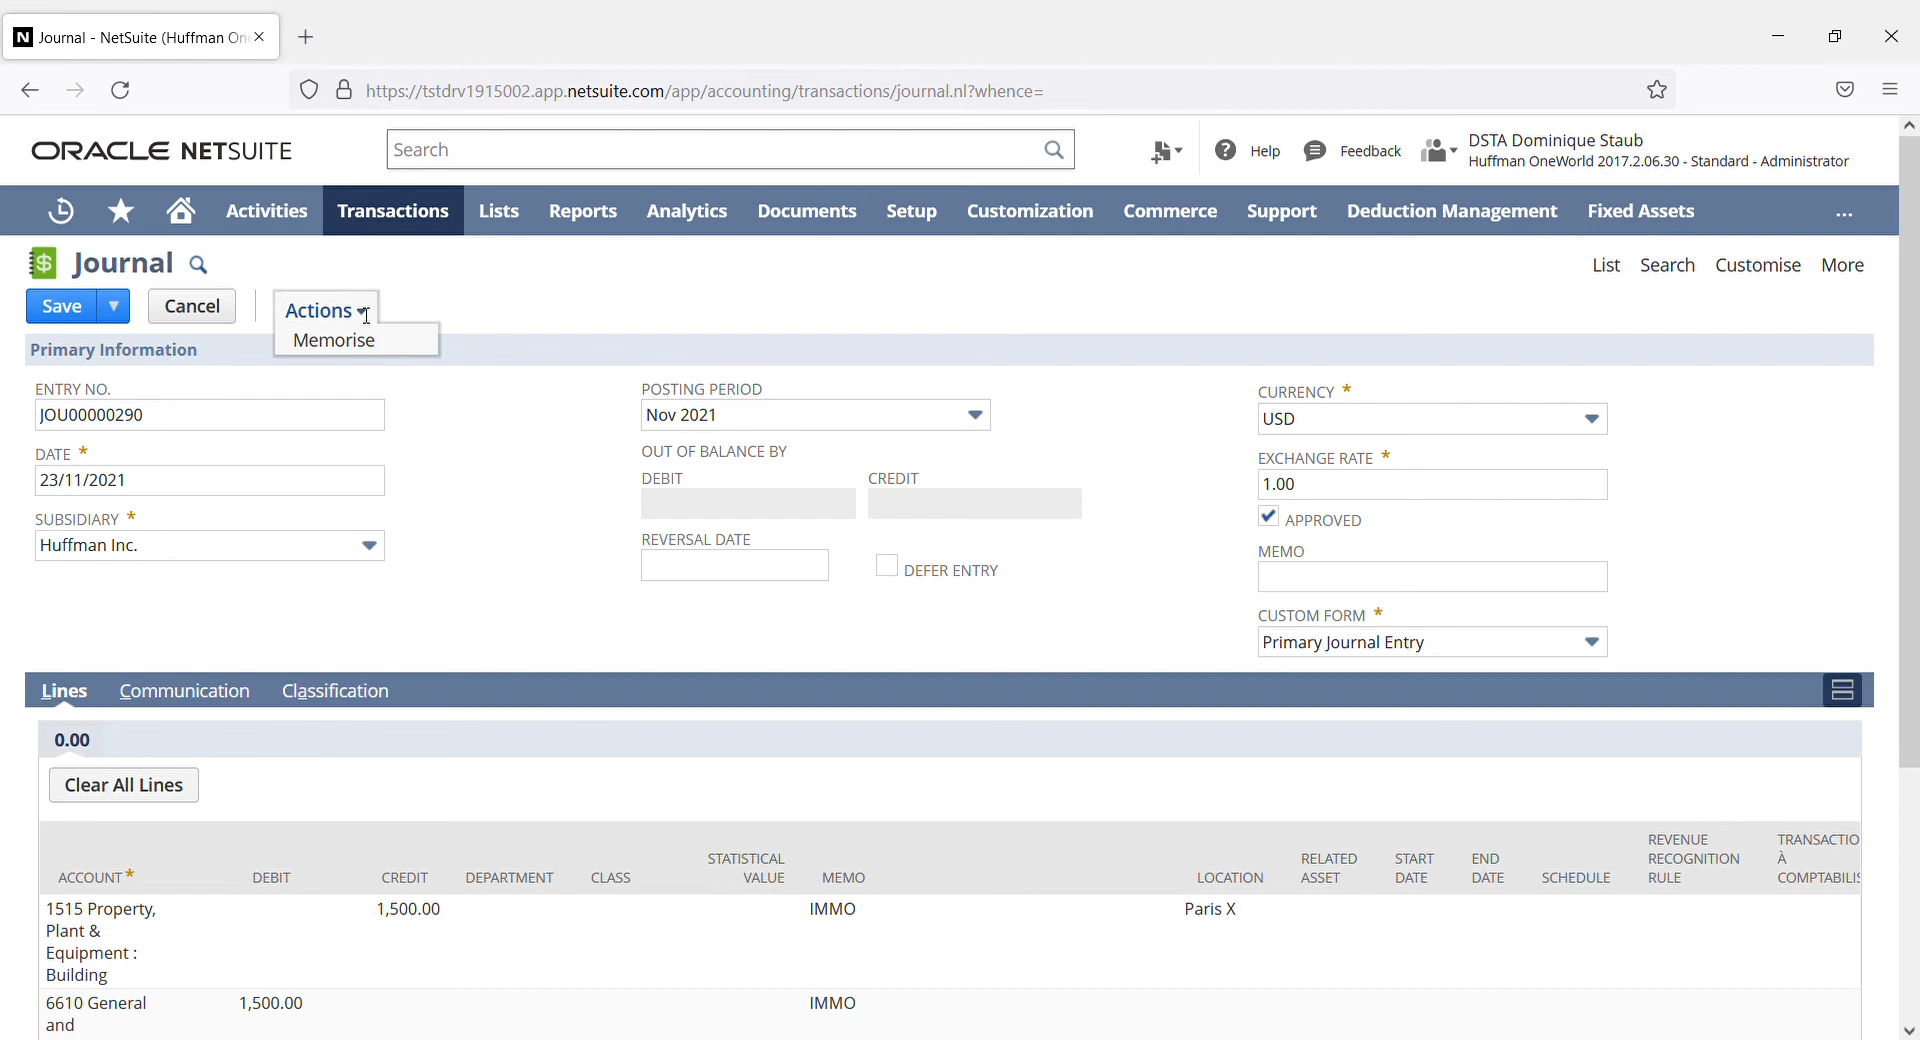 Journal - NetSuite (Huffman On
https://tstdrv1915002.app.netsuite.com/app/accounting/transactions/journal.nl?whence=
ORACLE NETSUITE
Search
Help
Feedback
DSTA Dominique Staub
Huffman OneWorld 2017.2.06.30 - Standard - Administrator
Activities Transactions Lists Reports Analytics Documents Setup Customization Commerce Support Deduction Management Fixed Assets ...
Journal
List Search Customise More
Save Cancel Actions
Memorise
Primary Information
ENTRY NO.
JOU00000290
DATE *
23/11/2021
SUBSIDIARY *
Huffman Inc.
POSTING PERIOD
Nov 2021
OUT OF BALANCE BY
DEBIT CREDIT
REVERSAL DATE
DEFER ENTRY
CURRENCY *
USD
EXCHANGE RATE *
1.00
APPROVED
MEMO
CUSTOM FORM *
Primary Journal Entry
Lines Communication Classification
0.00
Clear All Lines
ACCOUNT * DEBIT CREDIT DEPARTMENT CLASS STATISTICAL VALUE MEMO LOCATION RELATED ASSET START DATE END DATE SCHEDULE REVENUE RECOGNITION RULE TRANSACTIO À COMPTABILIS
1515 Property, 1,500.00 IMMO Paris X
Plant &
Equipment :
Building
6610 General 1,500.00 IMMO
and